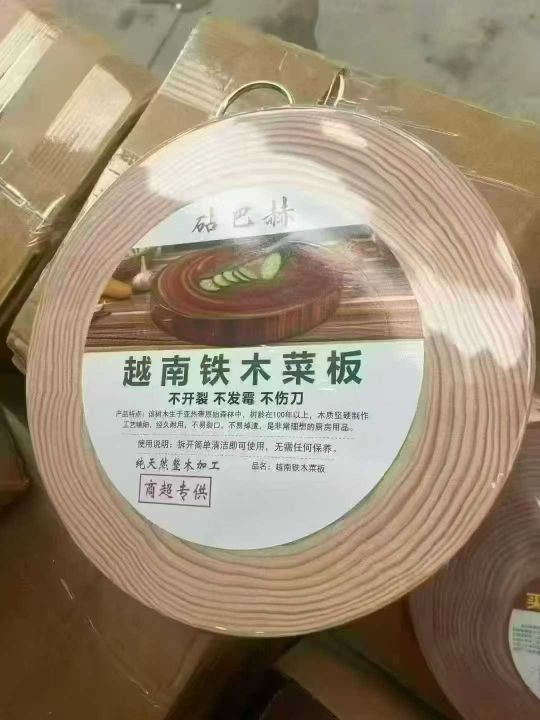 砧巴赫
越南铁木菜板
不开裂 不发霉 不伤刀
产品特点：该树木生于亚热带原始森林中，树龄在100年以上，木质坚硬制作
工艺精细，经久耐用，不易裂口，不易掉渣，是非常理想的厨房用品。
使用说明：拆开简单清洁即可使用，无需任何保养。
纯天然整木加工
品名：越南铁木菜板
商超专供
买